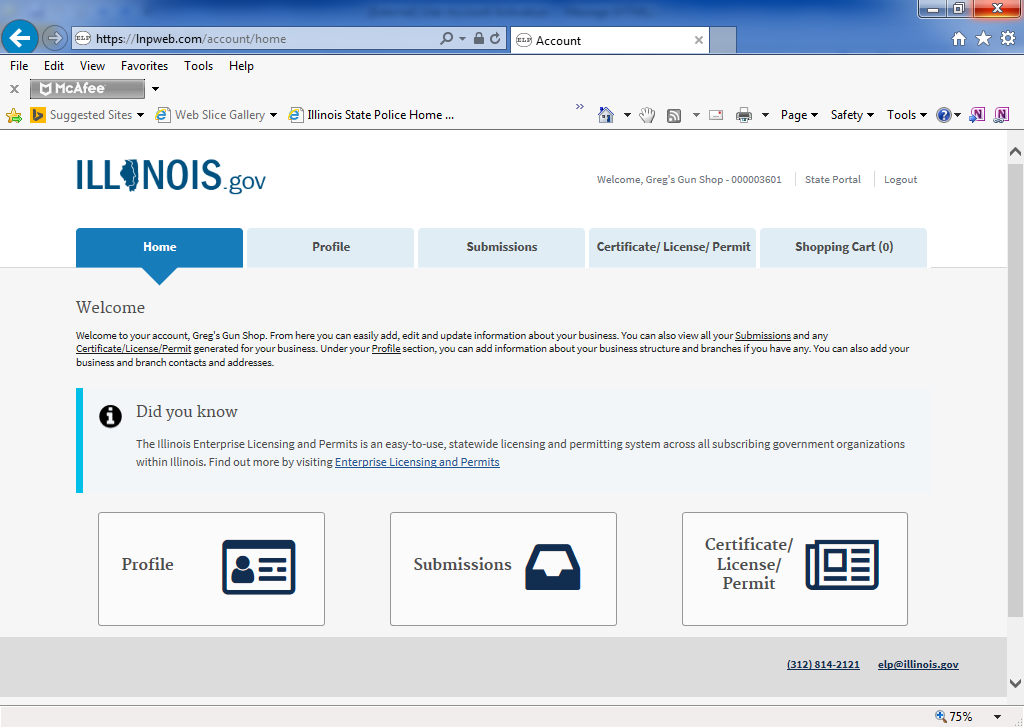 https://lnpweb.com/account/home
Account
File Edit View Favorites Tools Help
McAfee
Suggested Sites Web Slice Gallery Illinois State Police Home ... Page Safety Tools
ILLINOIS.gov
Welcome, Greg's Gun Shop - 000003601 State Portal Logout
Home Profile Submissions Certificate/ License/ Permit Shopping Cart (0)
Welcome
Welcome to your account, Greg's Gun Shop. From here you can easily add, edit and update information about your business. You can also view all your Submissions and any
Certificate/License/Permit generated for your business. Under your Profile section, you can add information about your business structure and branches if you have any. You can also add your
business and branch contacts and addresses.
Did you know
The Illinois Enterprise Licensing and Permits is an easy-to-use, statewide licensing and permitting system across all subscribing government organizations
within Illinois. Find out more by visiting Enterprise Licensing and Permits
Profile
Submissions
Certificate/
License/
Permit
(312) 814-2121 elp@illinois.gov
75%